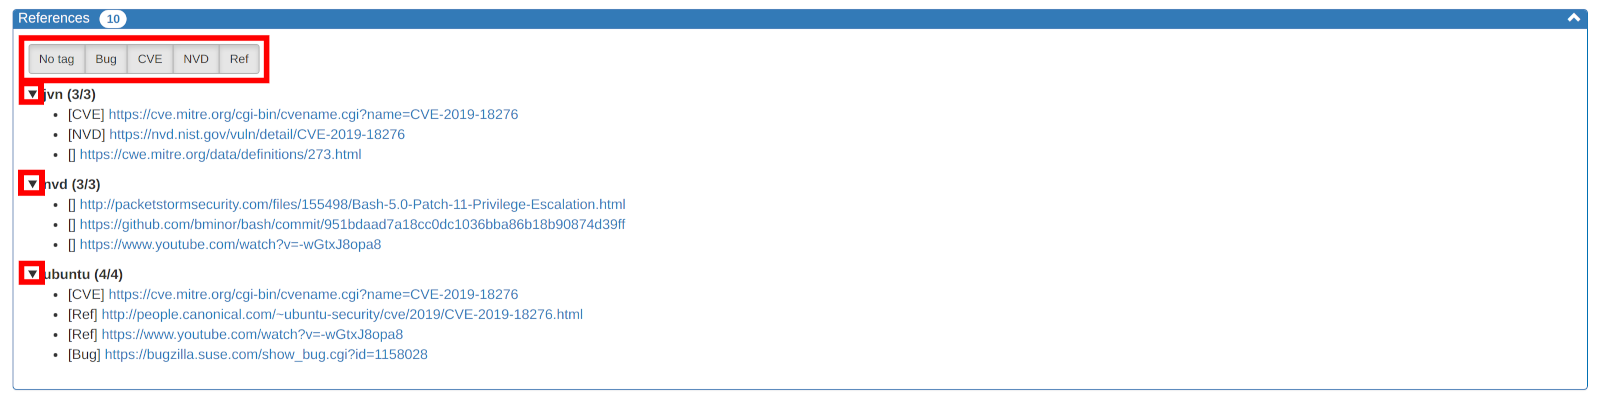 References 10
No tag Bug CVE NVD Ref
▼ jvn (3/3)
• [CVE] https://cve.mitre.org/cgi-bin/cvename.cgi?name=CVE-2019-18276
• [NVD] https://nvd.nist.gov/vuln/detail/CVE-2019-18276
• [] https://cwe.mitre.org/data/definitions/273.html
▼ nvd (3/3)
• [] http://packetstormsecurity.com/files/155498/Bash-5.0-Patch-11-Privilege-Escalation.html
• [] https://github.com/bminor/bash/commit/951bdaad7a18cc0dc1036bba86b18b90874d39ff
• [] https://www.youtube.com/watch?v=-wGtxJ8opa8
▼ ubuntu (4/4)
• [CVE] https://cve.mitre.org/cgi-bin/cvename.cgi?name=CVE-2019-18276
• [Ref] http://people.canonical.com/~ubuntu-security/cve/2019/CVE-2019-18276.html
• [Ref] https://www.youtube.com/watch?v=-wGtxJ8opa8
• [Bug] https://bugzilla.suse.com/show_bug.cgi?id=1158028